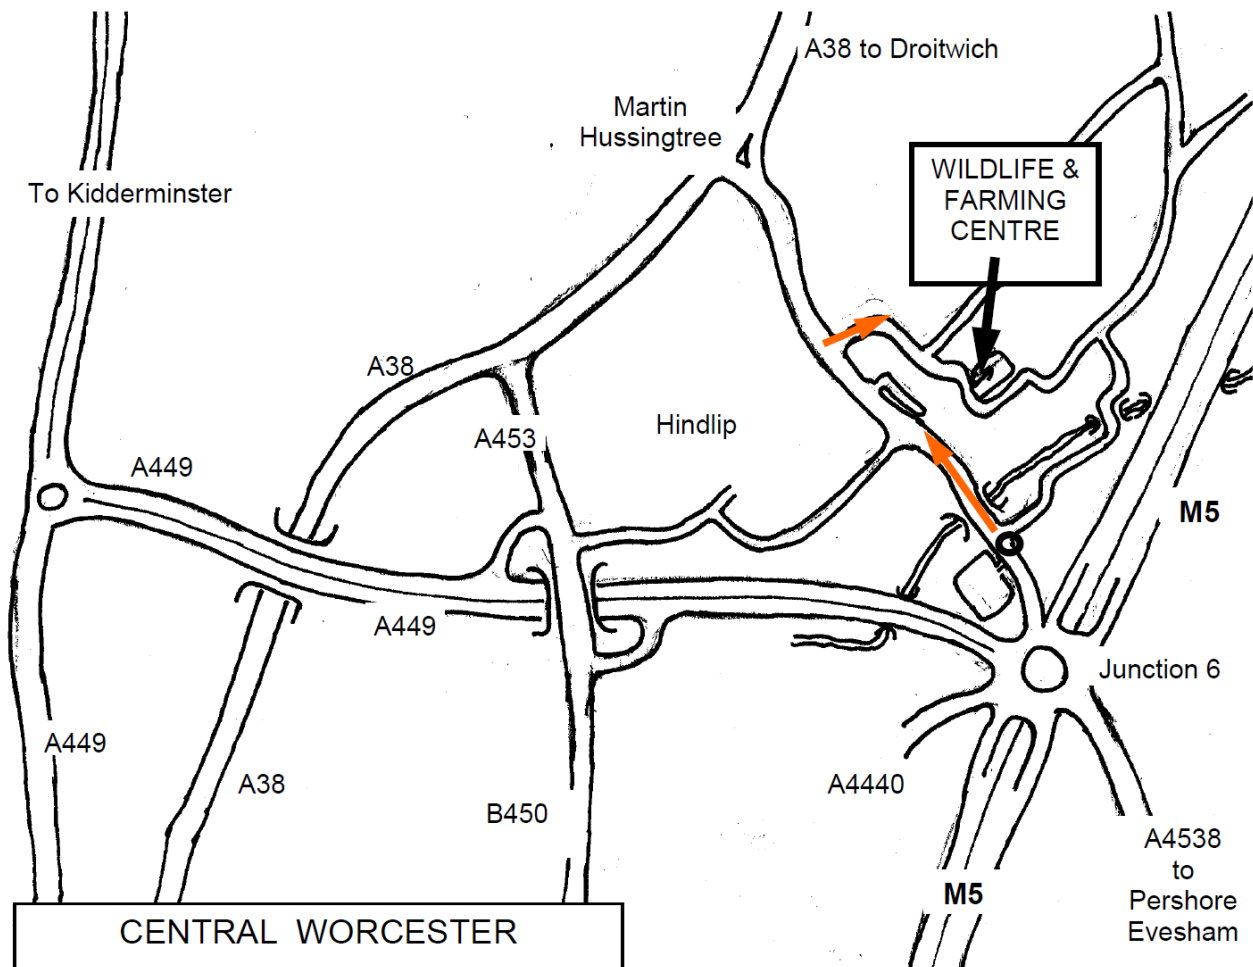 A38 to Droitwich
Martin
Hussingtree
WILDLIFE &
FARMING
CENTRE
To Kidderminster
A38
A453
Hindlip
A449
M5
A449
Junction 6
A449
A38
B450
A4440
A4538
to
Pershore
Evesham
M5
CENTRAL WORCESTER